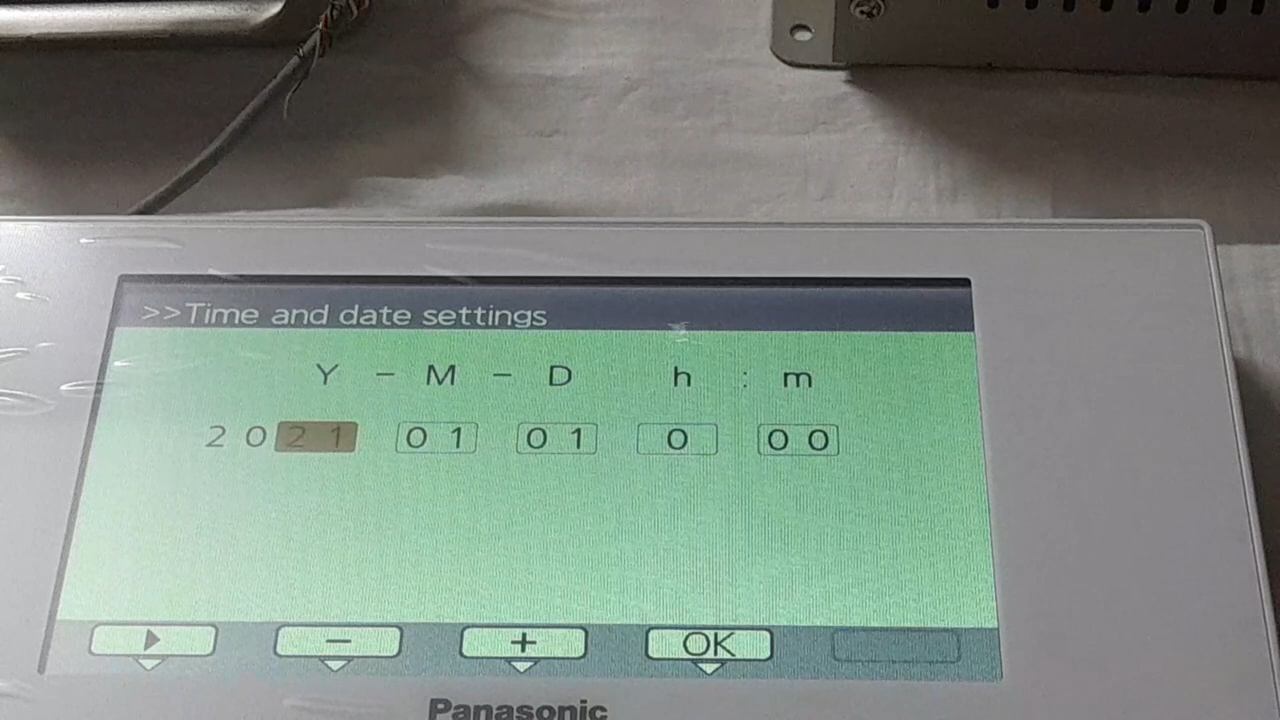 >>Time and date settings
Y - M - D h : m
2021 01 01 0 00
- + OK
Panasonic